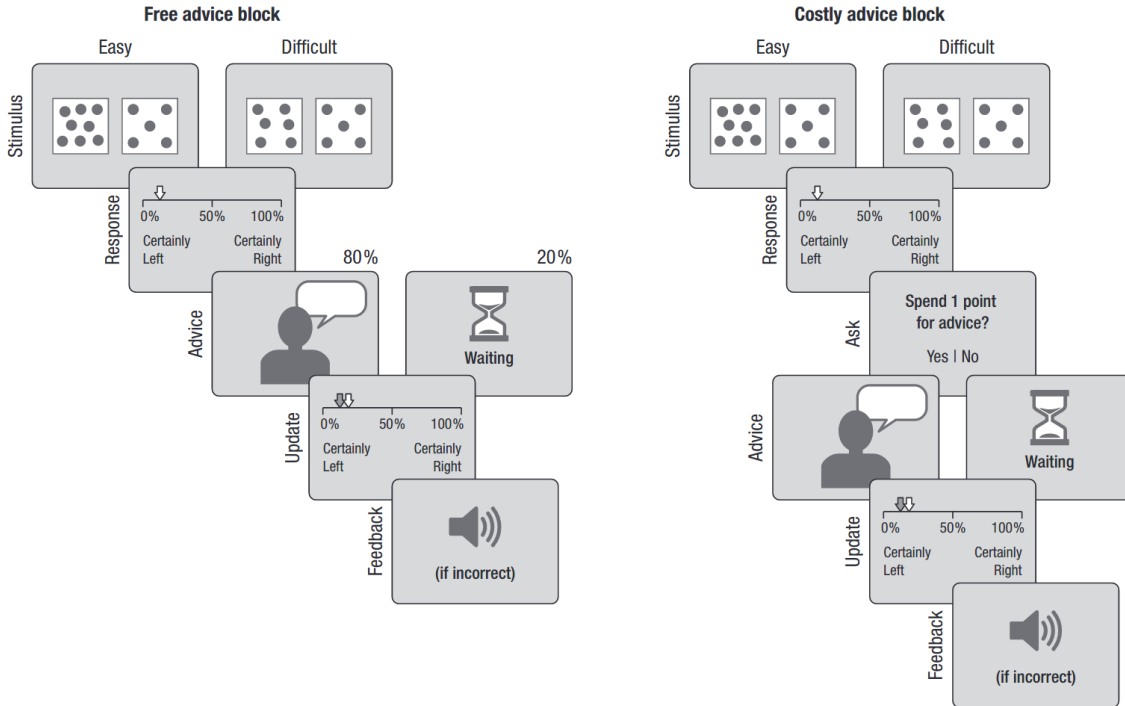 Free advice block
Easy
Difficult
Stimulus
Response
0%
50%
100%
Certainly Left
Certainly Right
80%
20%
Advice
Waiting
Update
0%
50%
100%
Certainly Left
Certainly Right
Feedback
(if incorrect)
Costly advice block
Easy
Difficult
Stimulus
Response
0%
50%
100%
Certainly Left
Certainly Right
Ask
Spend 1 point
for advice?
Yes | No
Advice
Waiting
Update
0%
50%
100%
Certainly Left
Certainly Right
Feedback
(if incorrect)